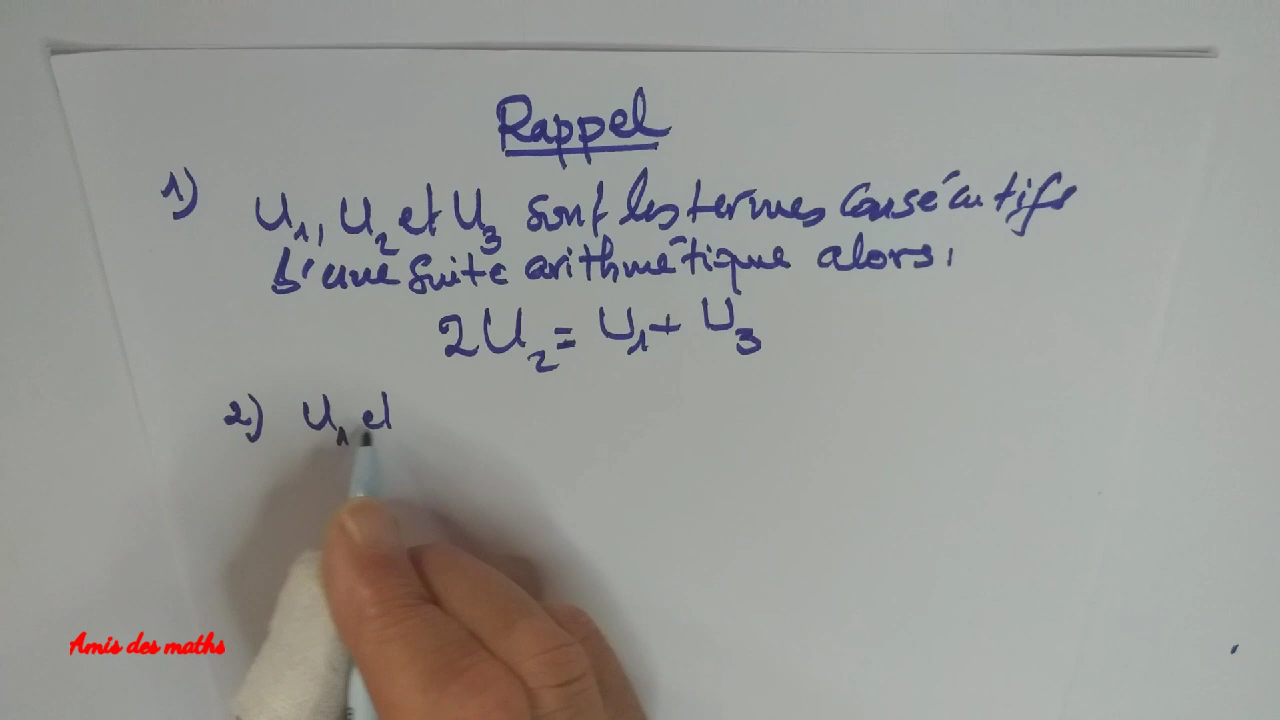 Rappel
1) U₁, U₂ et U₃ sont les termes consécutifs
d'une suite arithmétique alors,
2U₂ = U₁ + U₃
2) U₁ et
Amis des maths